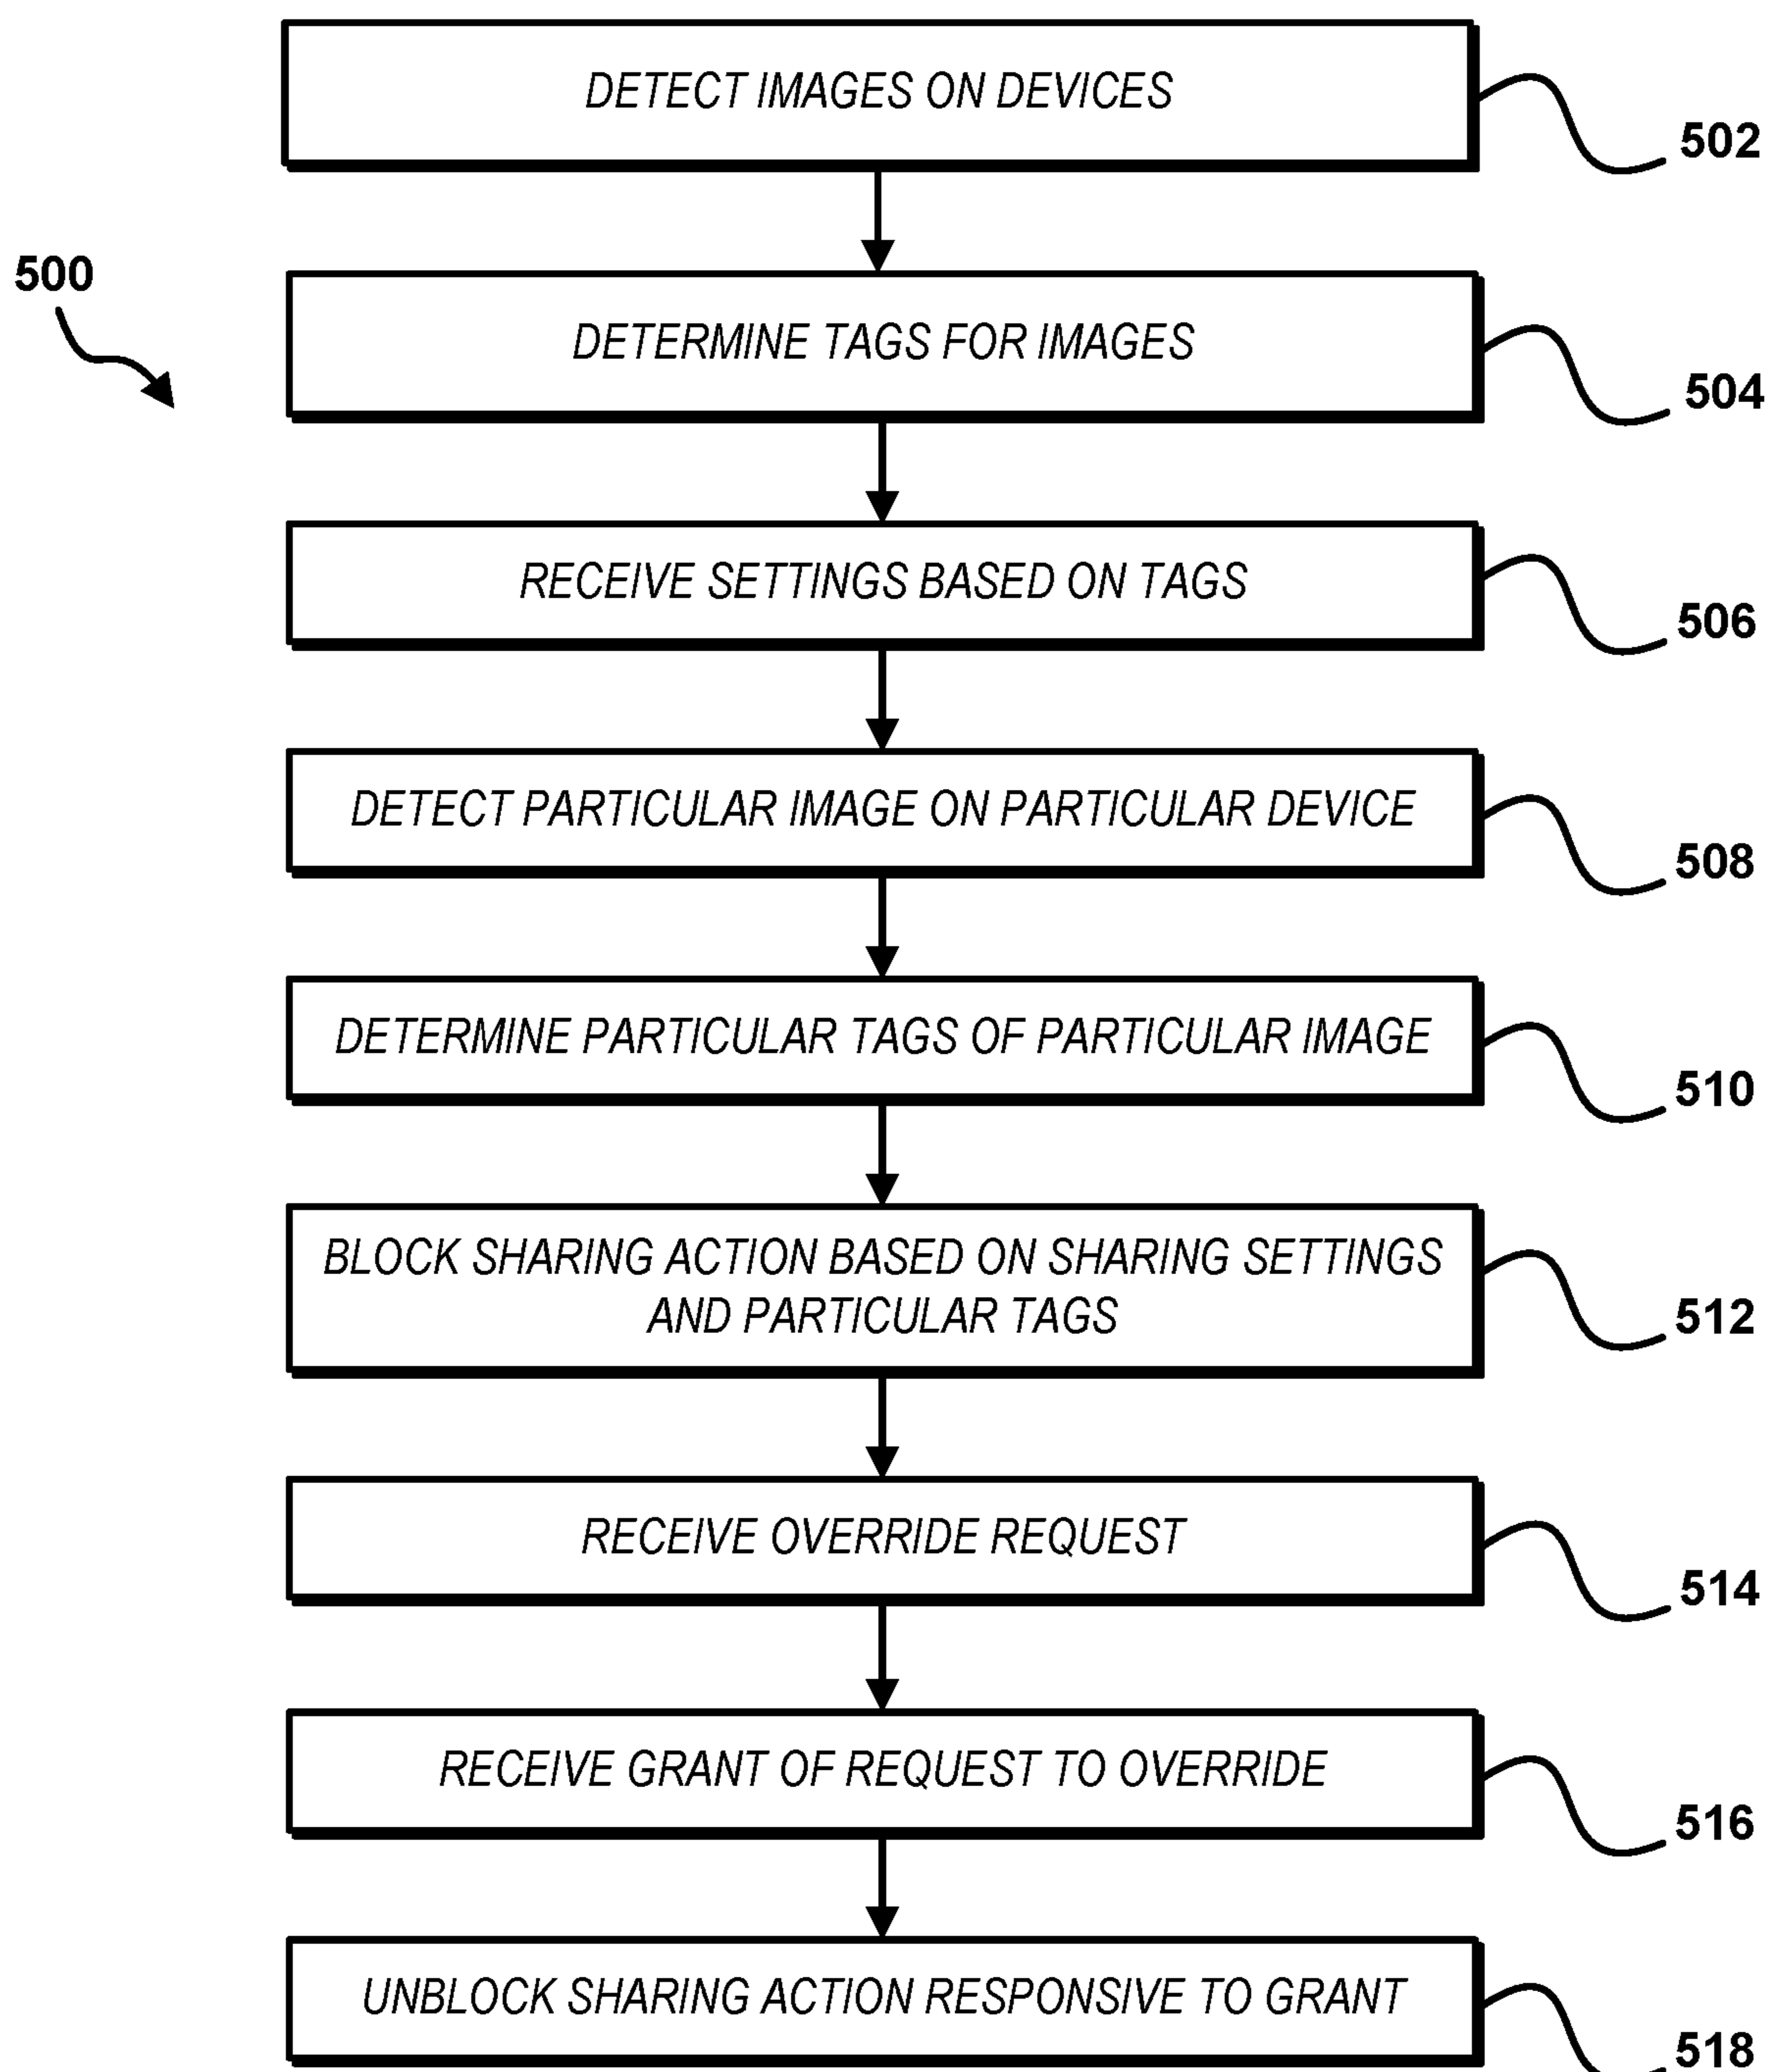 DETECT IMAGES ON DEVICES
502
500
DETERMINE TAGS FOR IMAGES
504
RECEIVE SETTINGS BASED ON TAGS
506
DETECT PARTICULAR IMAGE ON PARTICULAR DEVICE
508
DETERMINE PARTICULAR TAGS OF PARTICULAR IMAGE
510
BLOCK SHARING ACTION BASED ON SHARING SETTINGS
AND PARTICULAR TAGS
512
RECEIVE OVERRIDE REQUEST
514
RECEIVE GRANT OF REQUEST TO OVERRIDE
516
UNBLOCK SHARING ACTION RESPONSIVE TO GRANT
518